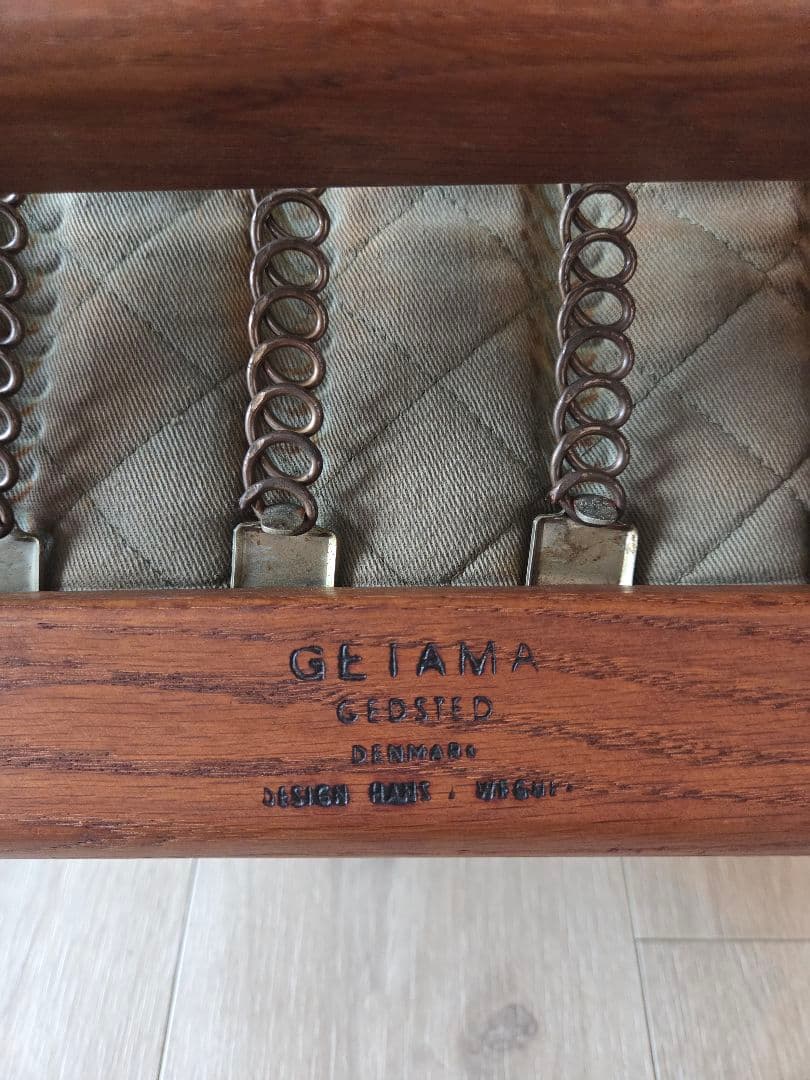 GETAMA
GEDSTED
DENMARK
DESIGN HANS . WEGNER